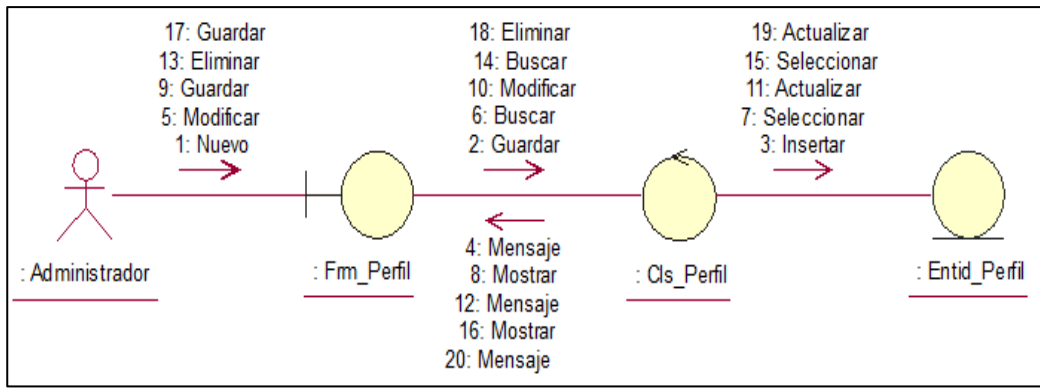 17: Guardar
13: Eliminar
9: Guardar
5: Modificar
1: Nuevo
18: Eliminar
14: Buscar
10: Modificar
6: Buscar
2: Guardar
19: Actualizar
15: Seleccionar
11: Actualizar
7: Seleccionar
3: Insertar
4: Mensaje
8: Mostrar
12: Mensaje
16: Mostrar
20: Mensaje
: Administrador
: Frm_Perfil
: Cls_Perfil
: Entid_Perfil